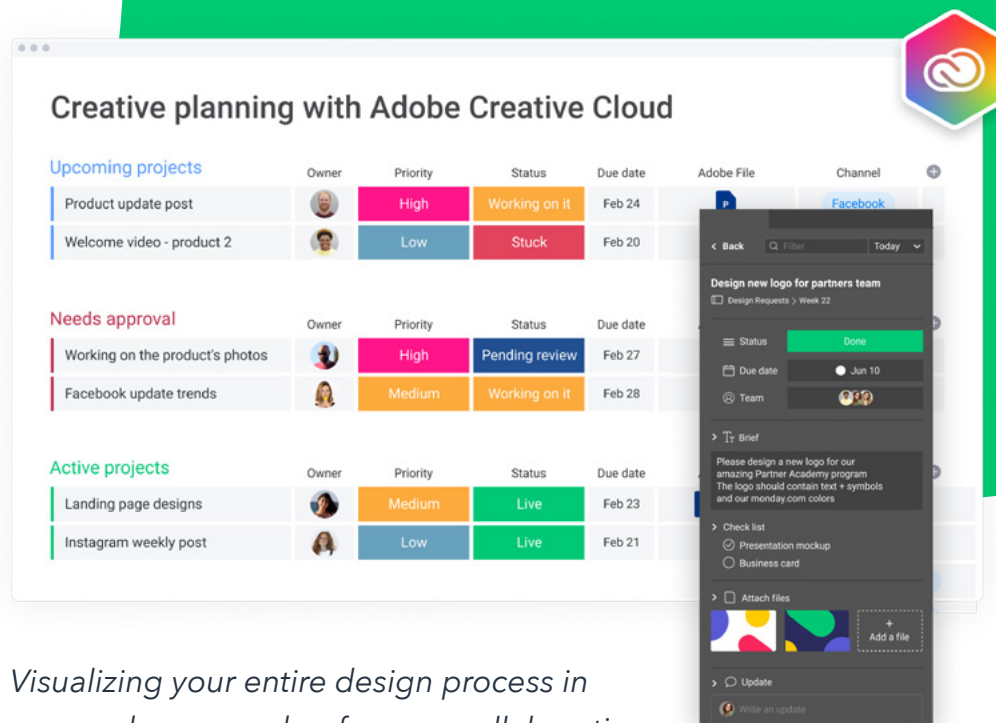 Creative planning with Adobe Creative Cloud
Upcoming projects Owner Priority Status Due date Adobe File Channel
Product update post High Working on it Feb 24 P Facebook
Welcome video - product 2 Low Stuck Feb 20
Needs approval Owner Priority Status Due date
Working on the product's photos High Pending review Feb 27
Facebook update trends Medium Working on it Feb 28
Active projects Owner Priority Status Due date
Landing page designs Medium Live Feb 23
Instagram weekly post Low Live Feb 21
Back Filter Today
Design new logo for partners team
Design Requests > Week 22
Status Done
Due date Jun 10
Team
Brief
Please design a new logo for our
amazing Partner Academy program
The logo should contain text + symbols
and our monday.com colors
Check list
Presentation mockup
Business card
Attach files
+
Add a file
Update
Write an update
Visualizing your entire design process in